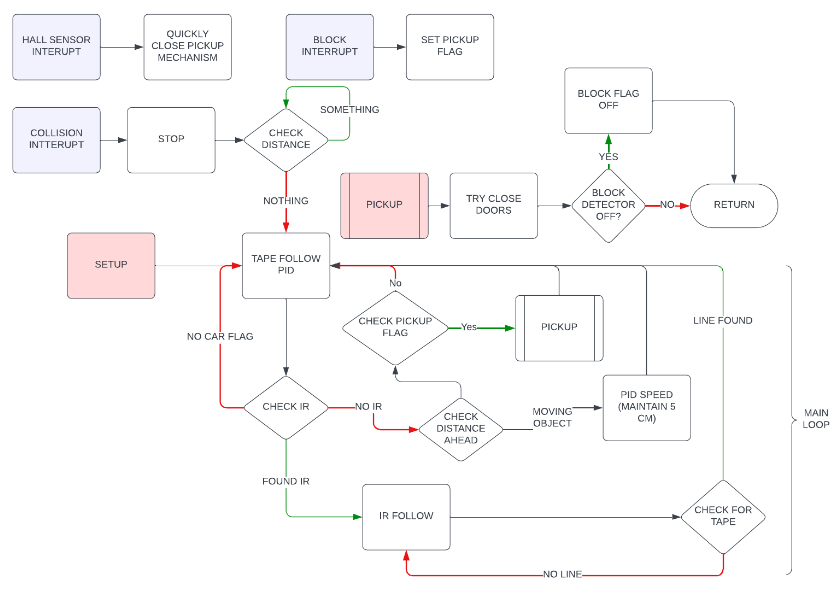 HALL SENSOR
INTERUPT
QUICKLY
CLOSE PICKUP
MECHANISM
BLOCK
INTERRUPT
SET PICKUP
FLAG
COLLISION
INTTERUPT
STOP
CHECK
DISTANCE
SOMETHING
NOTHING
BLOCK FLAG
OFF
YES
PICKUP
TRY CLOSE
DOORS
BLOCK
DETECTOR
OFF?
NO
RETURN
SETUP
TAPE FOLLOW
PID
No
CHECK PICKUP
FLAG
Yes
PICKUP
LINE FOUND
NO CAR FLAG
CHECK IR
NO IR
CHECK
DISTANCE
AHEAD
MOVING
OBJECT
PID SPEED
(MAINTAIN 5
CM)
MAIN
LOOP
FOUND IR
IR FOLLOW
CHECK FOR
TAPE
NO LINE